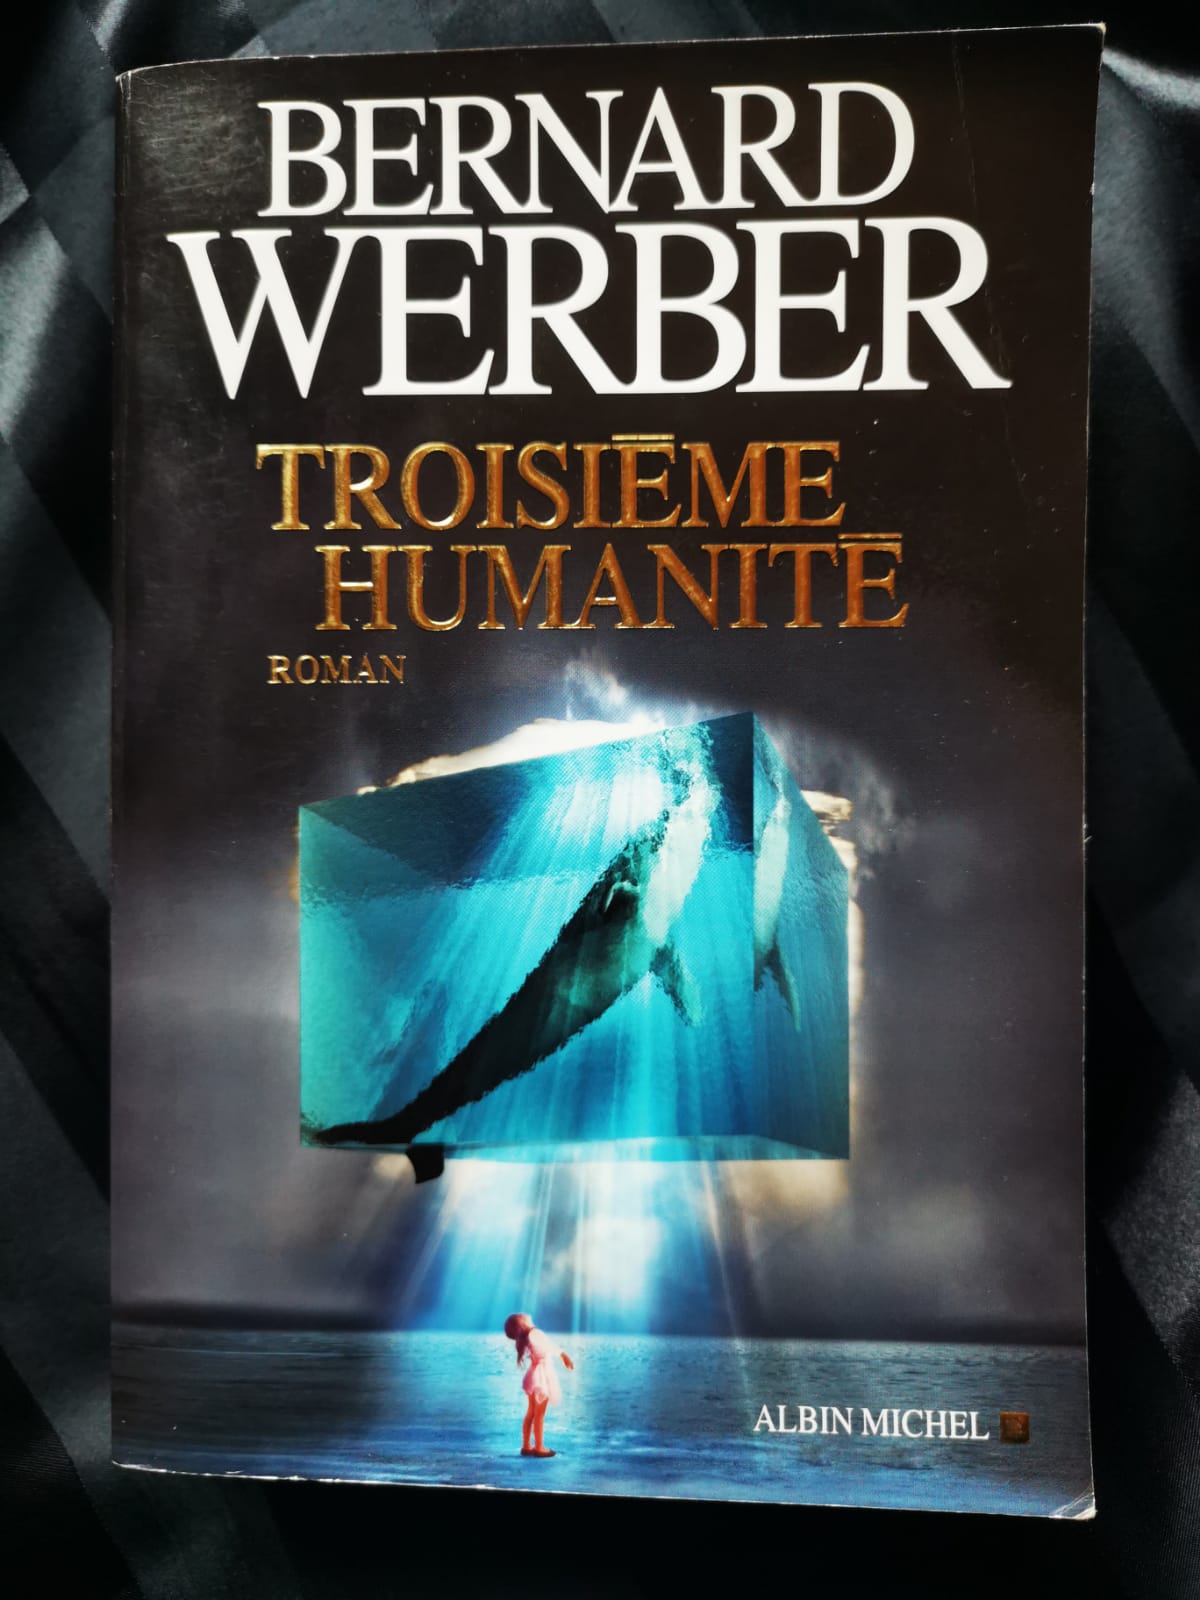 BERNARD
WERBER
TROISIĒME
HUMANITĒ
ROMAN
ALBIN MICHEL